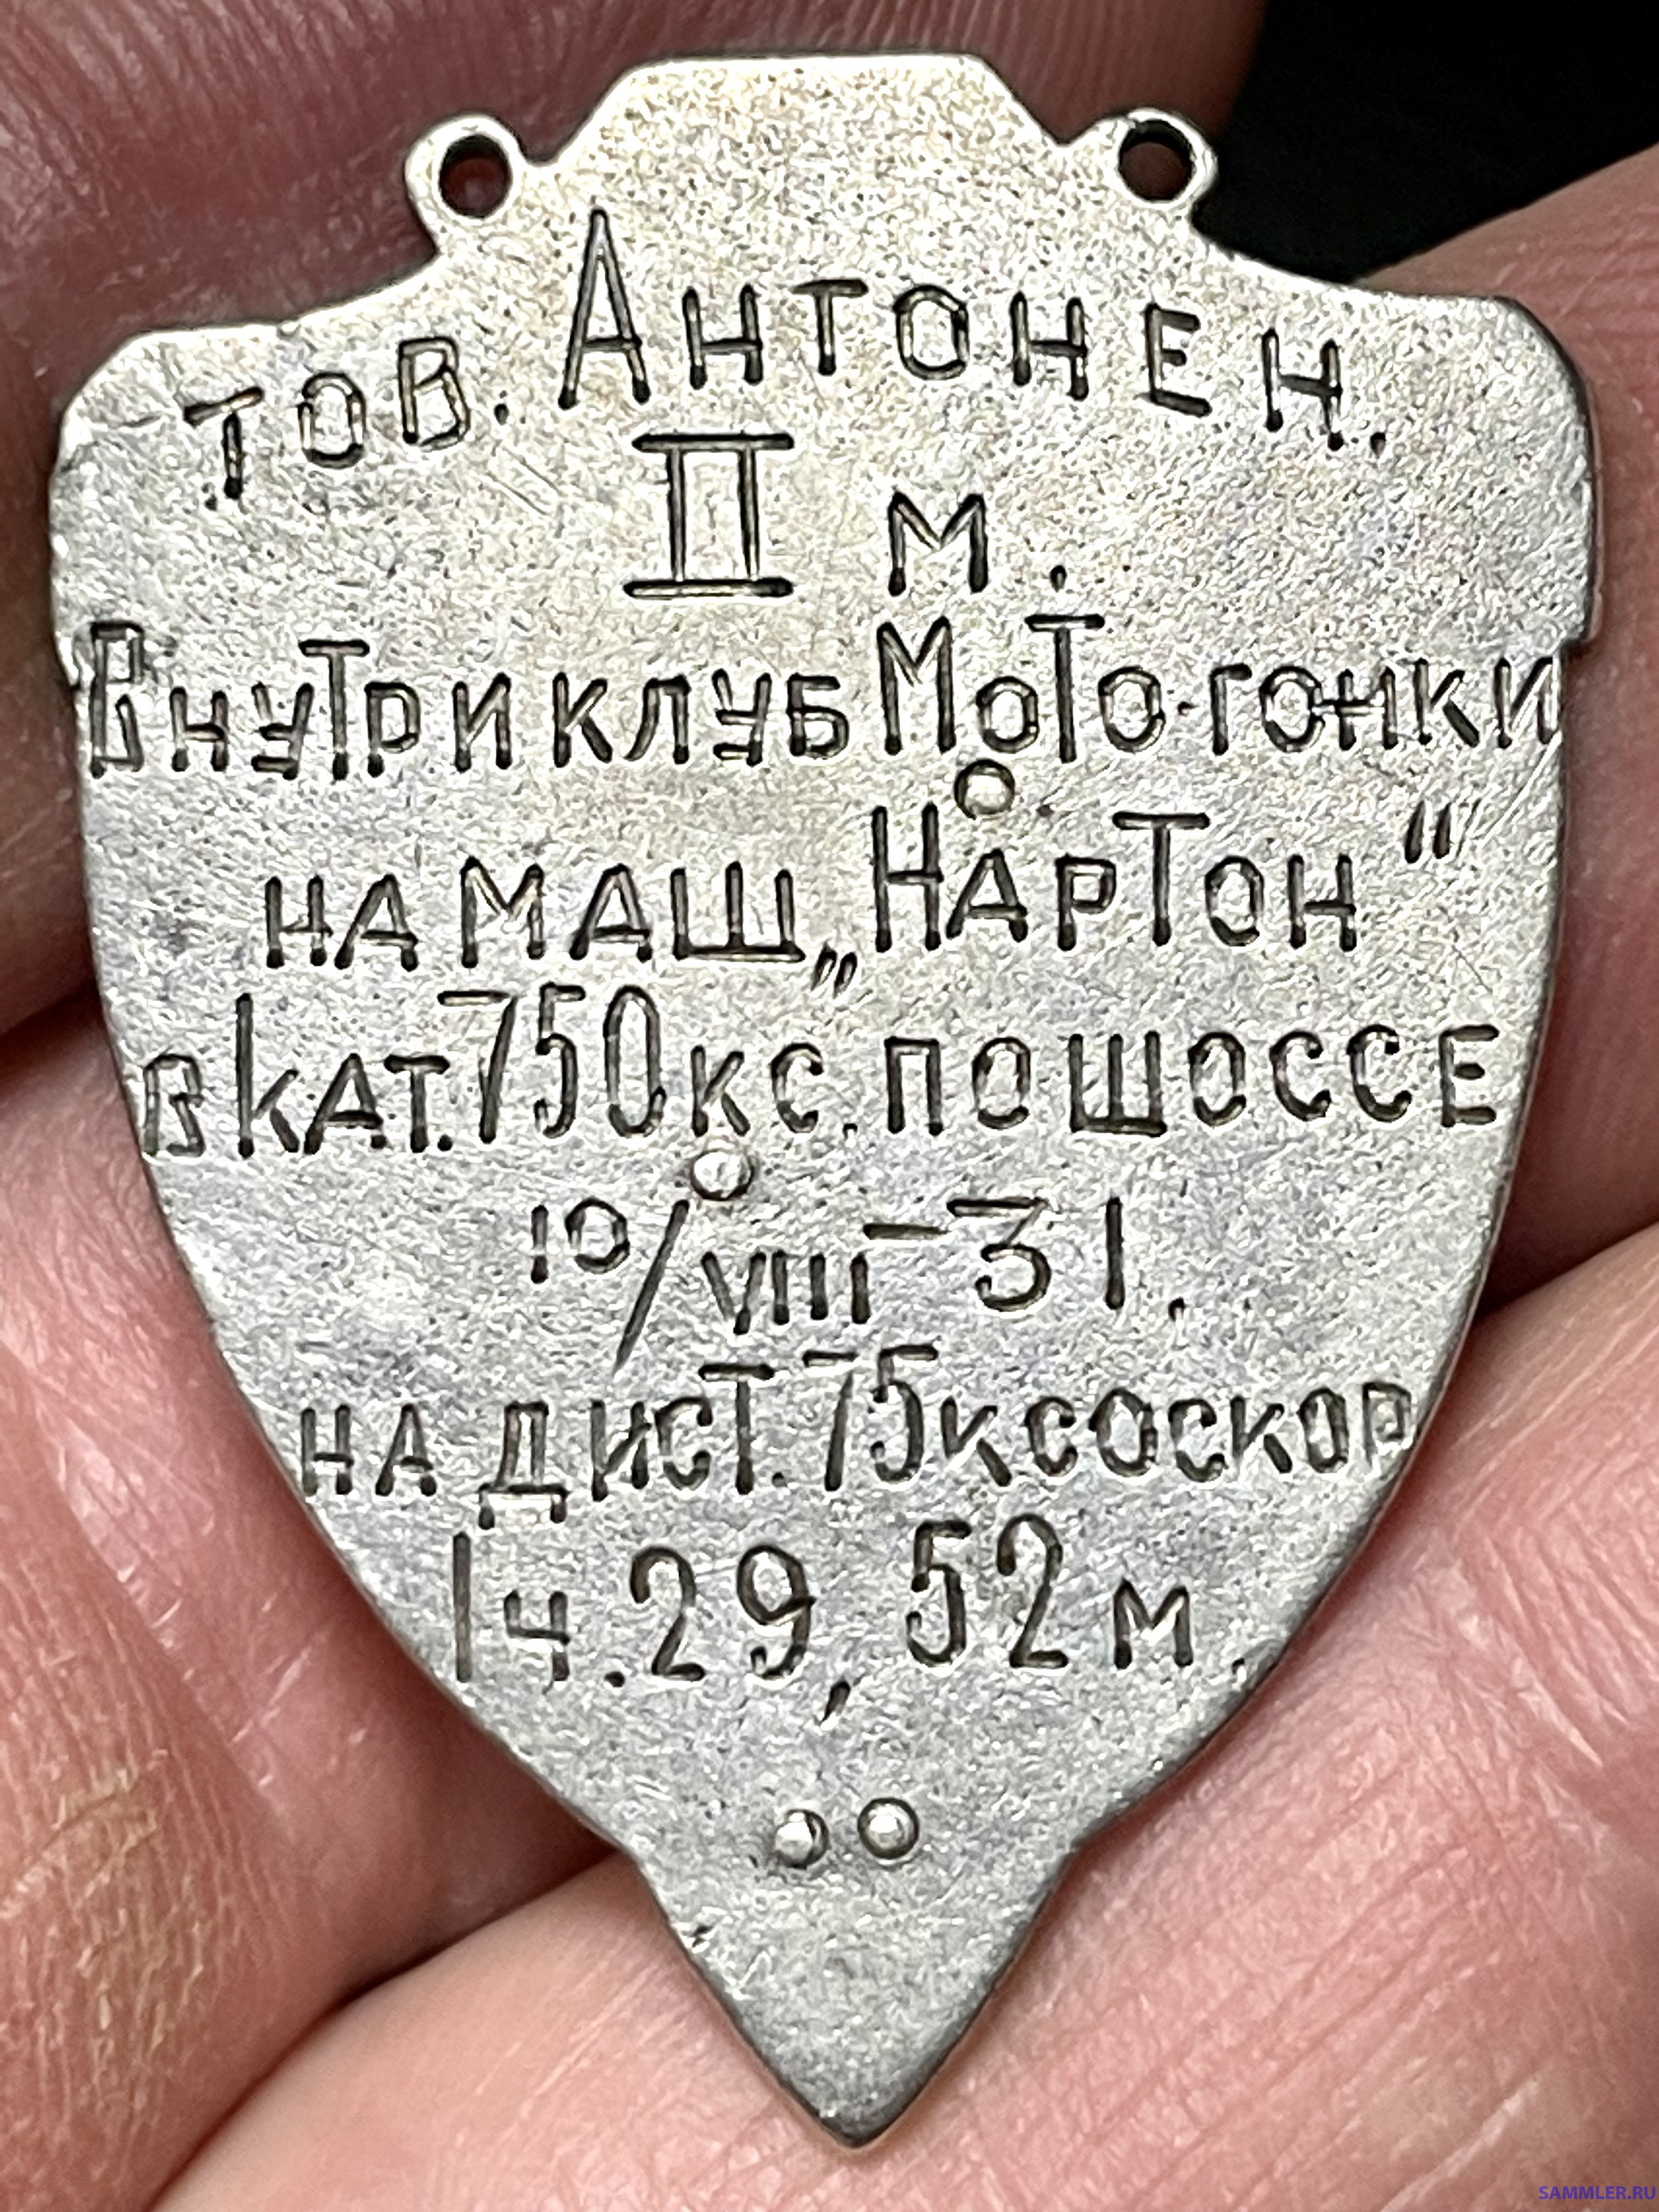 тов. Антонен.
II м.
Внутриклуб Мото-гонки
на маш „Нартон“
в кат. 750 кс. по шоссе
10/VIII–31.
на дист. 75 к со скор
1 ч. 29, 52 м.
SAMMLER.RU